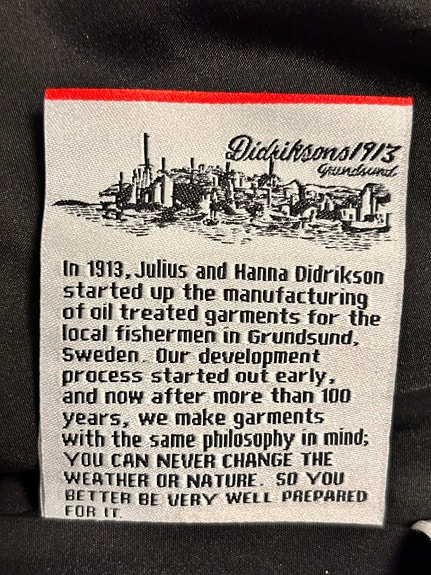 Didriksons1913
Grundsund
In 1913, Julius and Hanna Didrikson
started up the manufacturing
of oil treated garments for the
local fishermen in Grundsund,
Sweden. Our development
process started out early,
and now after more than 100
years, we make garments
with the same philosophy in mind;
YOU CAN NEVER CHANGE THE
WEATHER OR NATURE. SO YOU
BETTER BE VERY WELL PREPARED
FOR IT.